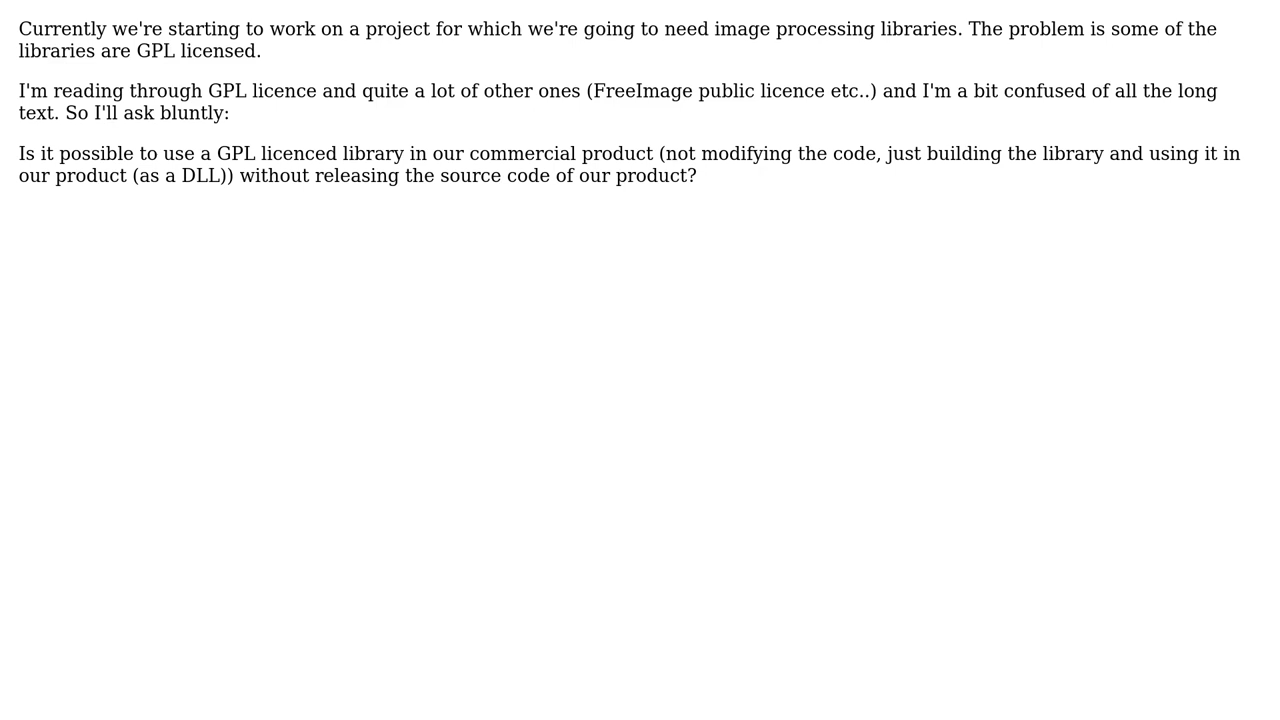 Currently we're starting to work on a project for which we're going to need image processing libraries. The problem is some of the
libraries are GPL licensed.
I'm reading through GPL licence and quite a lot of other ones (FreeImage public licence etc..) and I'm a bit confused of all the long
text. So I'll ask bluntly:
Is it possible to use a GPL licenced library in our commercial product (not modifying the code, just building the library and using it in
our product (as a DLL)) without releasing the source code of our product?